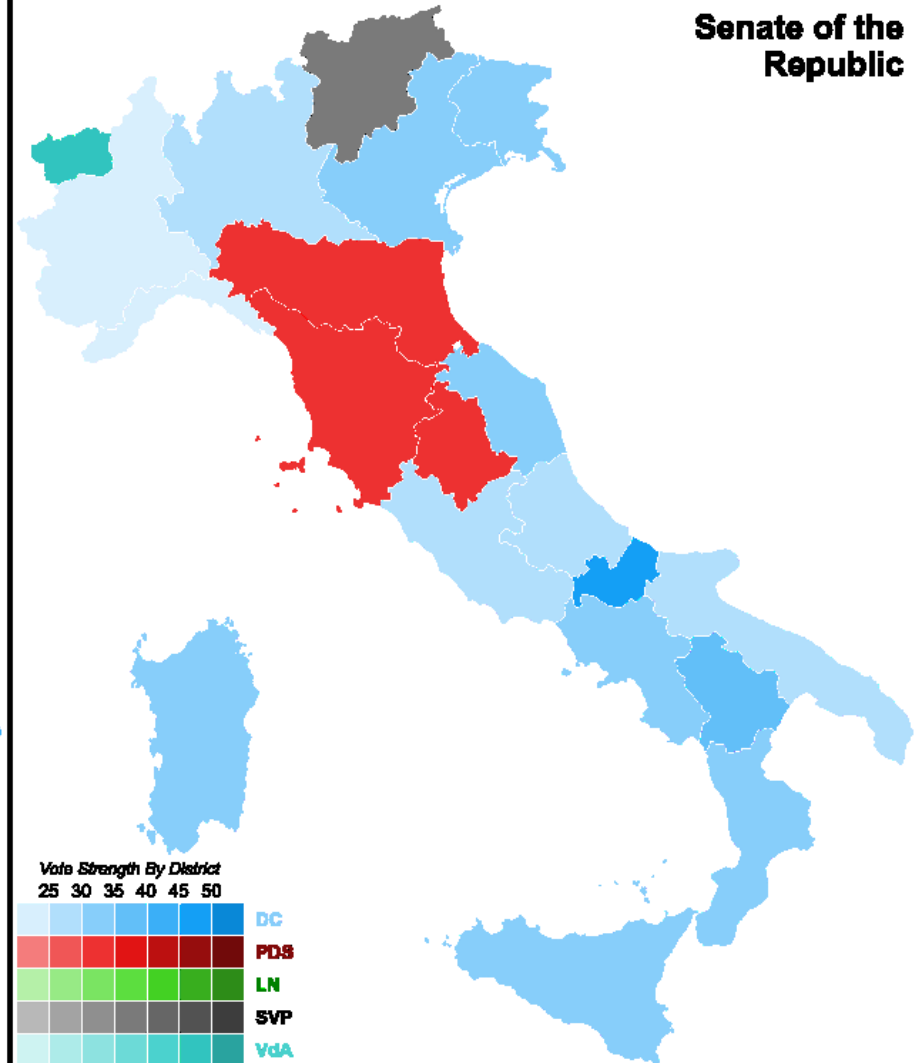 Senate of the
Republic
Vote Strength By District
25 30 35 40 45 50
DC
PDS
LN
SVP
VdA